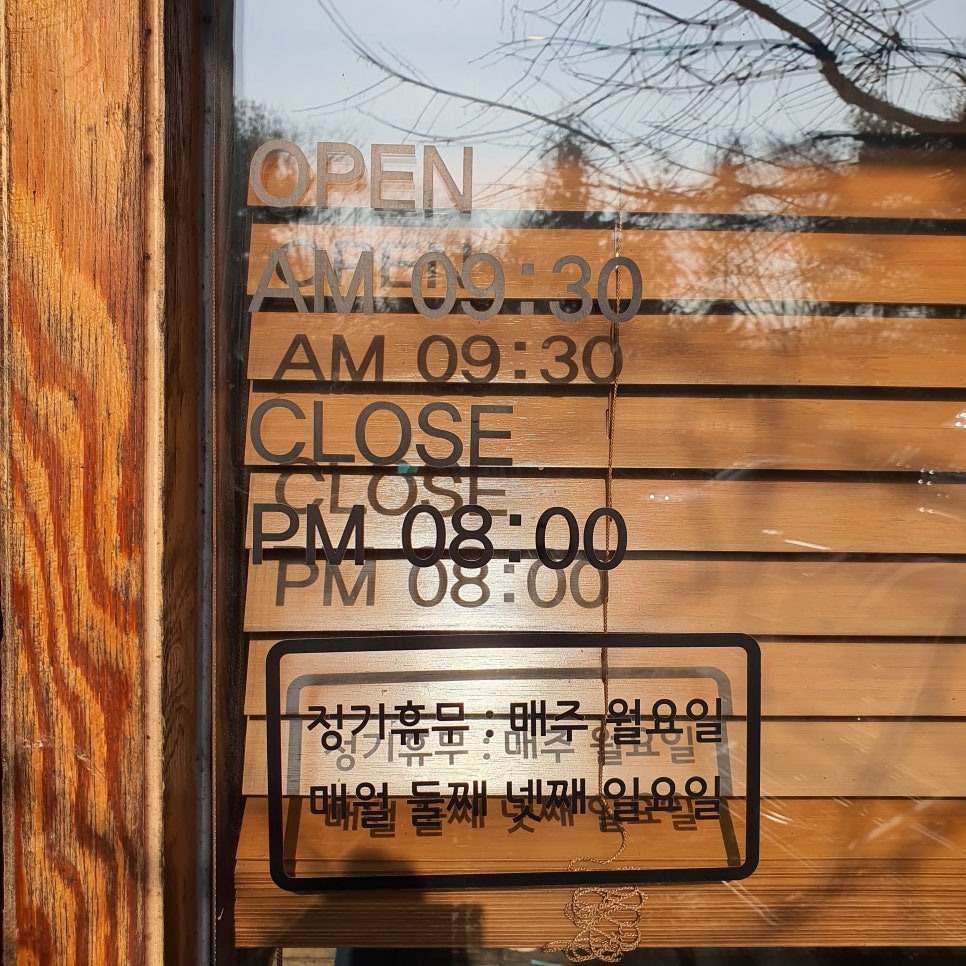 OPEN
AM 09:30
CLOSE
PM 08:00
정기휴무 : 매주 월요일
매월 둘째 넷째 일요일